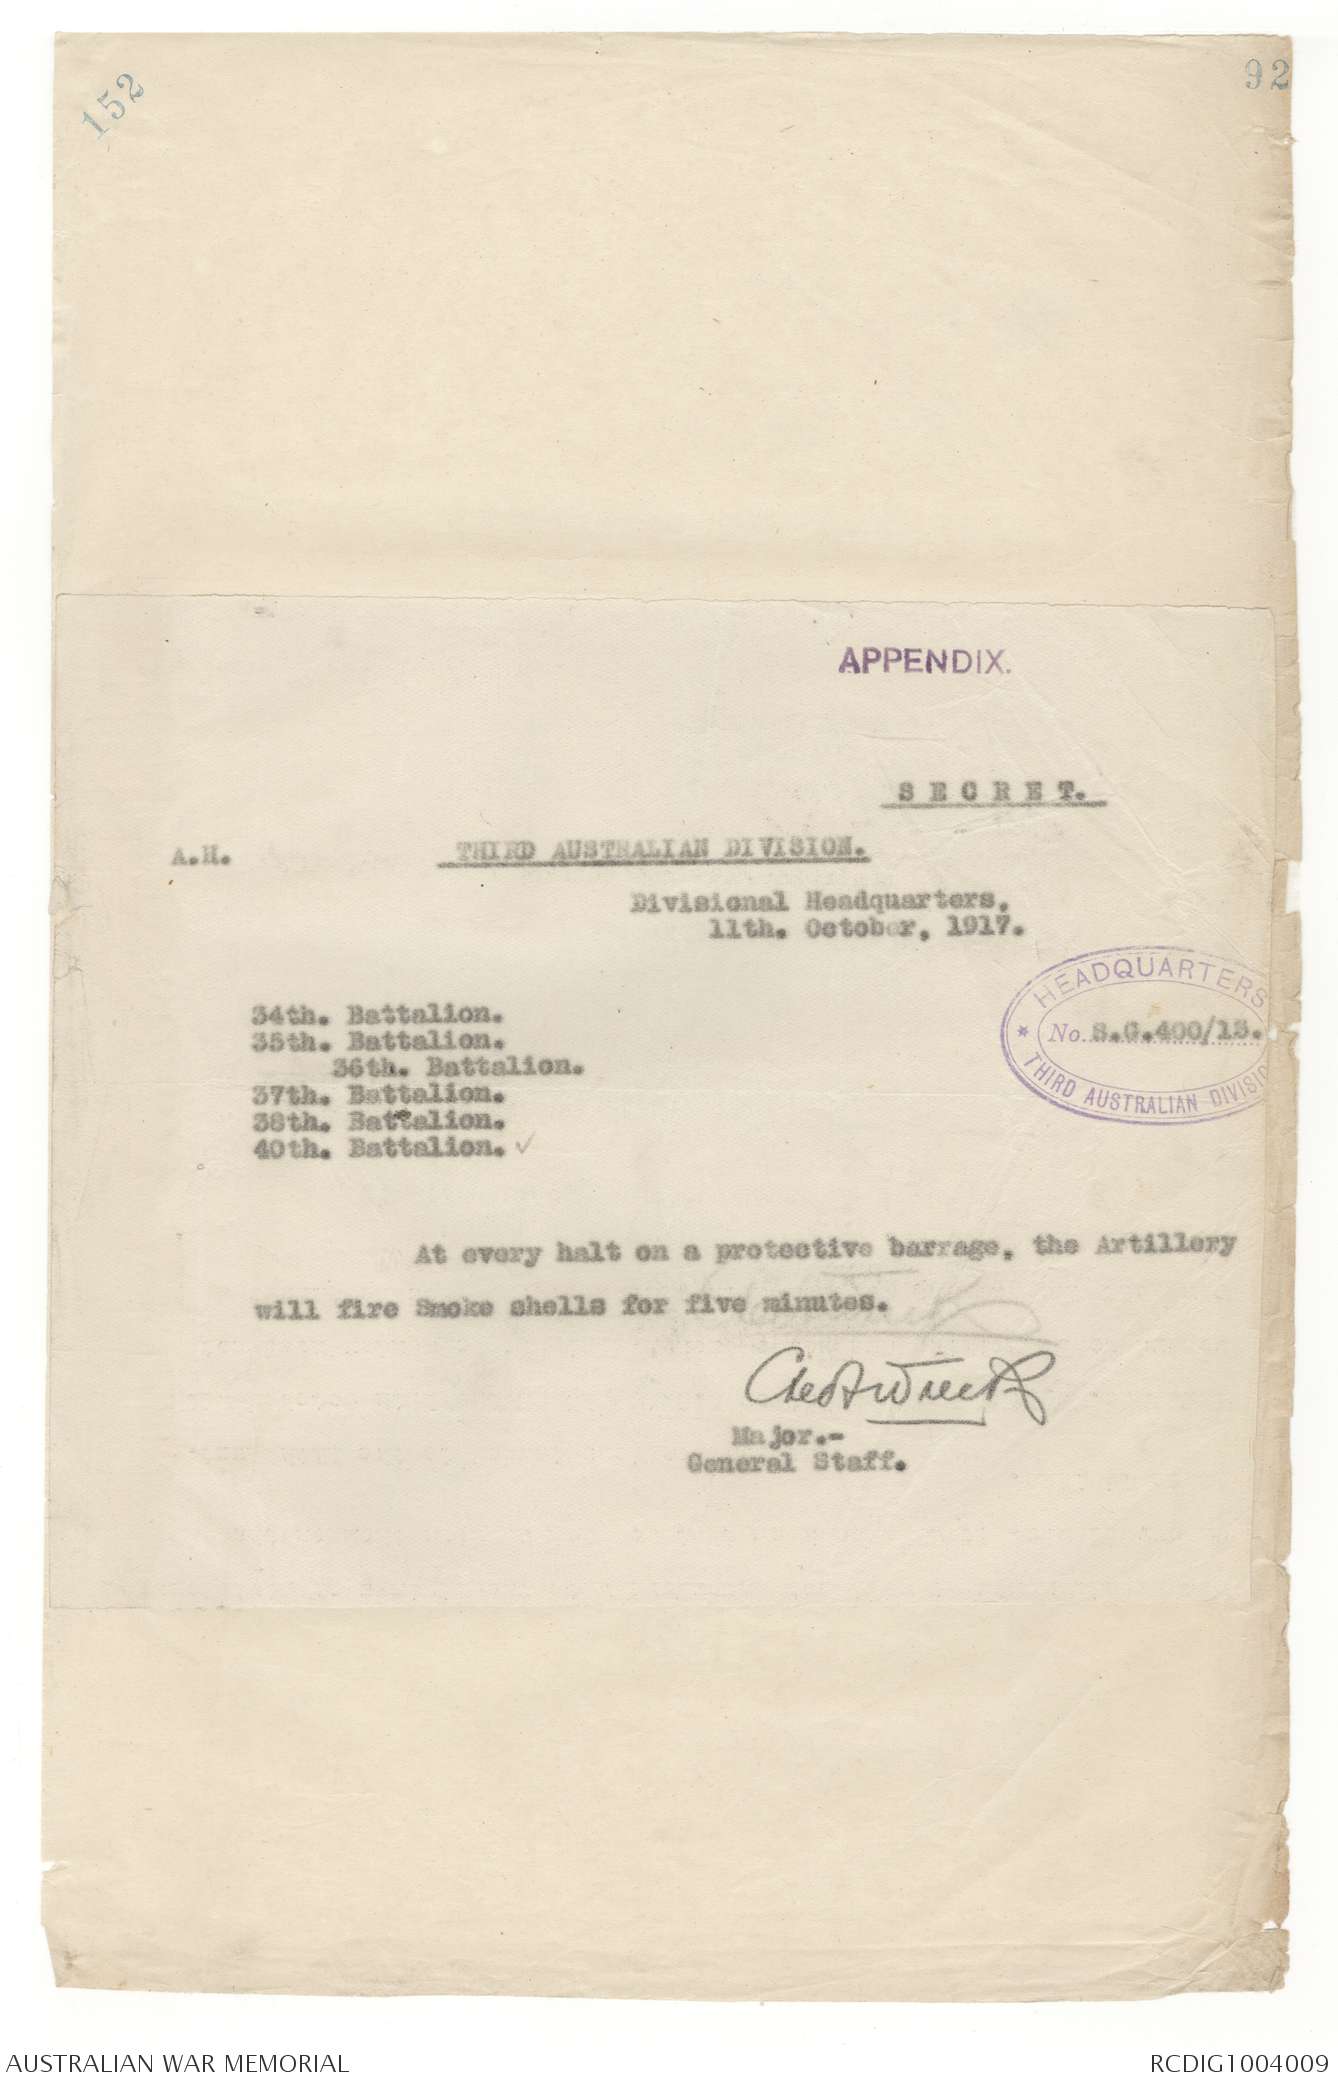 152
92
APPENDIX.
S E C R E T.
A.H.
THIRD AUSTRALIAN DIVISION.
Divisional Headquarters,
11th. October, 1917.
HEADQUARTERS
No. S.G.400/13.
THIRD AUSTRALIAN DIVISIO
34th. Battalion.
35th. Battalion.
36th. Battalion.
37th. Battalion.
38th. Battalion.
40th. Battalion. ✓
At every halt on a protective barrage, the Artillery
will fire Smoke shells for five minutes.
Major.-
General Staff.
AUSTRALIAN WAR MEMORIAL
RCDIG1004009